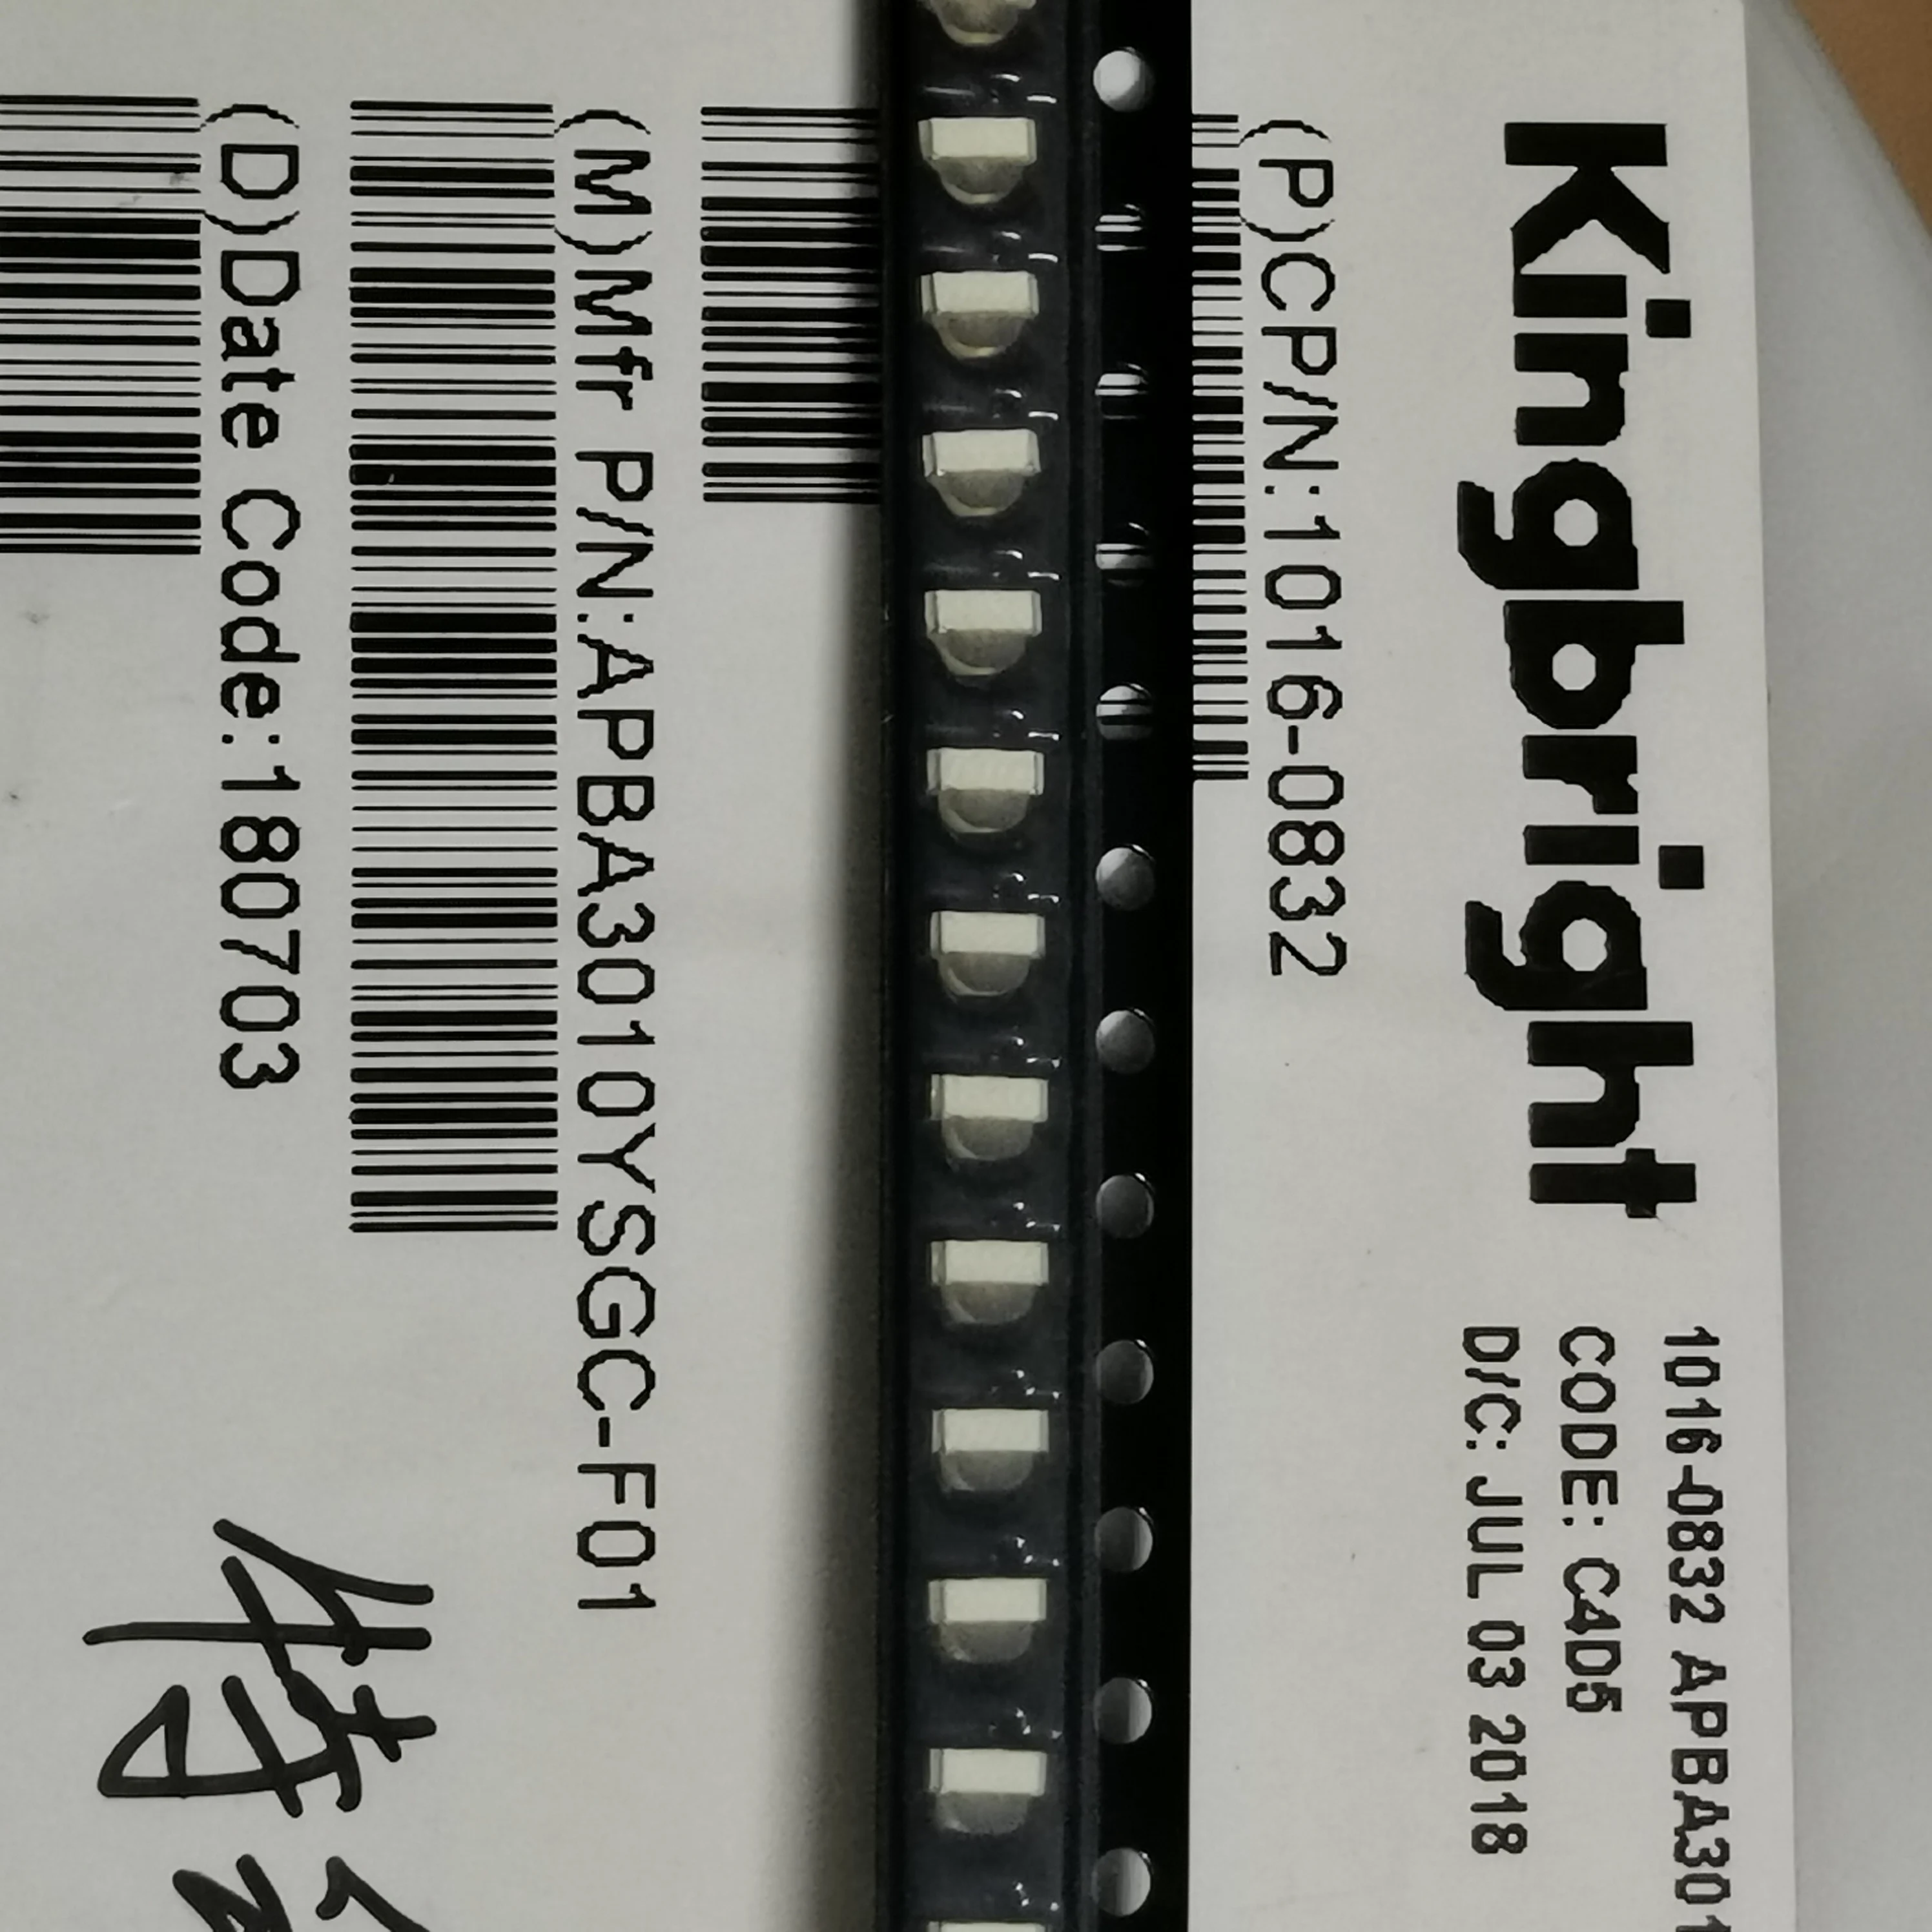 Kingbright
1016-0832 APBA301
CODE: C4D5
D/C: JUL 03 2018
(P)CP/N:1016-0832
(M)Mfr P/N:APBA3010YSGC-F01
(D)Date Code:180703